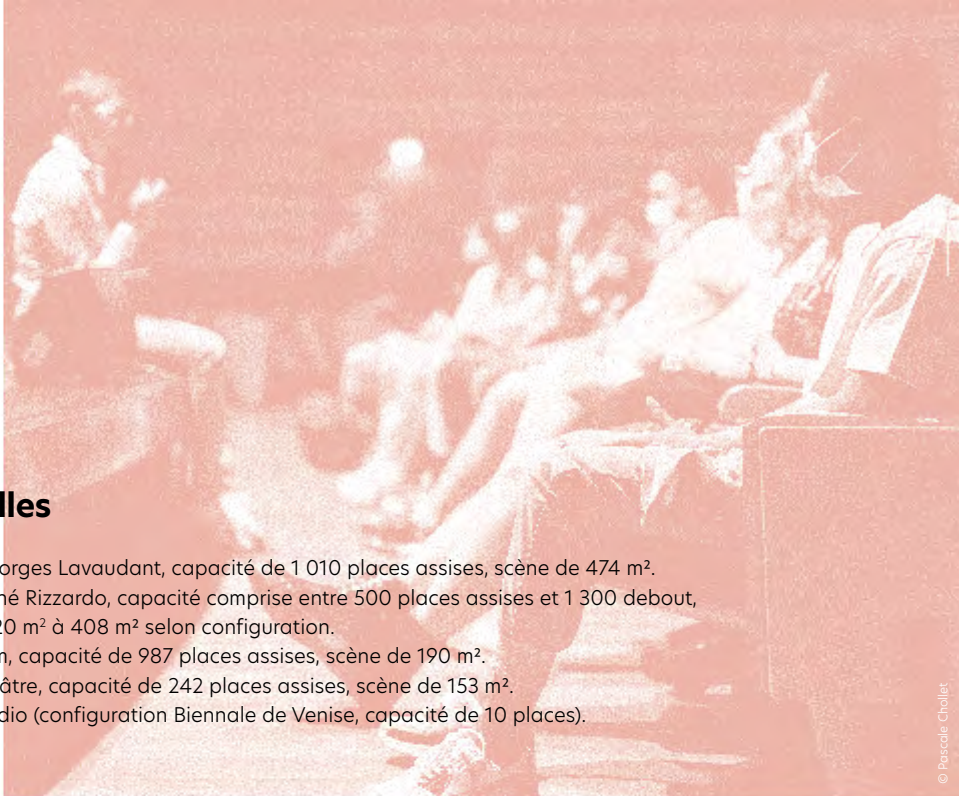 lles
orges Lavaudant, capacité de 1 010 places assises, scène de 474 m².
né Rizzardo, capacité comprise entre 500 places assises et 1 300 debout,
20 m² à 408 m² selon configuration.
m, capacité de 987 places assises, scène de 190 m².
âtre, capacité de 242 places assises, scène de 153 m².
dio (configuration Biennale de Venise, capacité de 10 places).
© Pascale Chollet